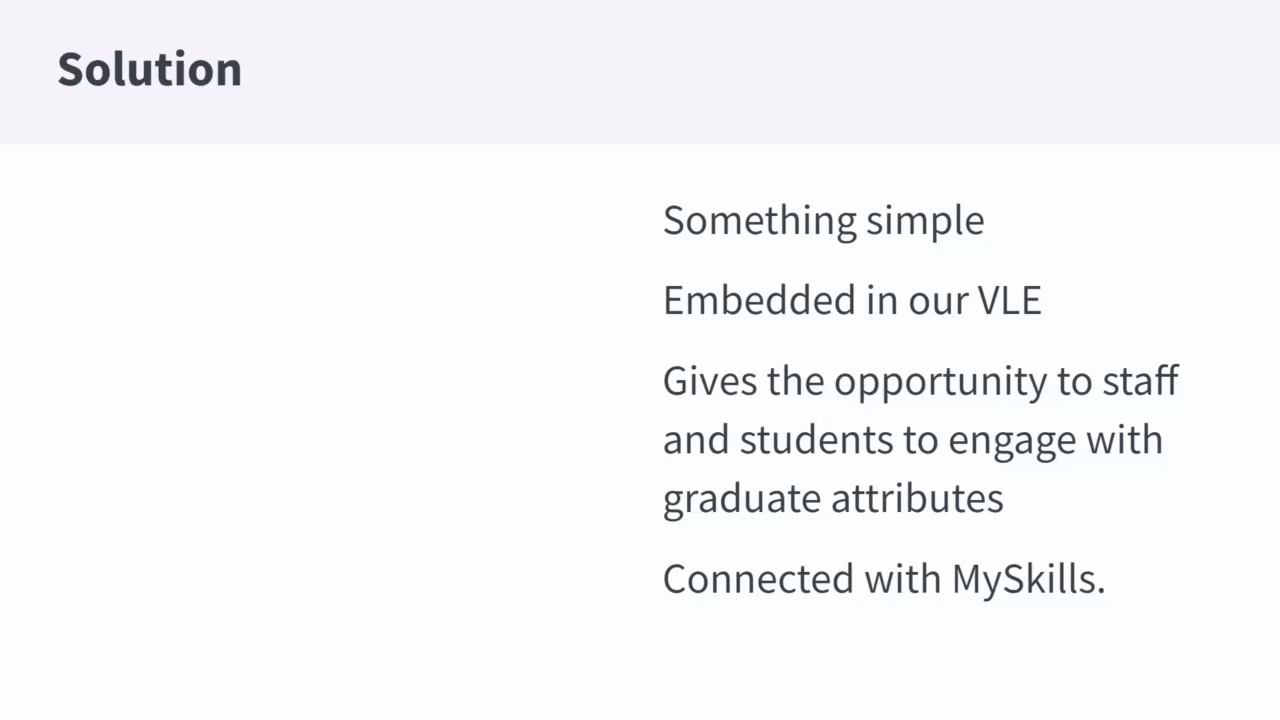 Solution
Something simple
Embedded in our VLE
Gives the opportunity to staff
and students to engage with
graduate attributes
Connected with MySkills.